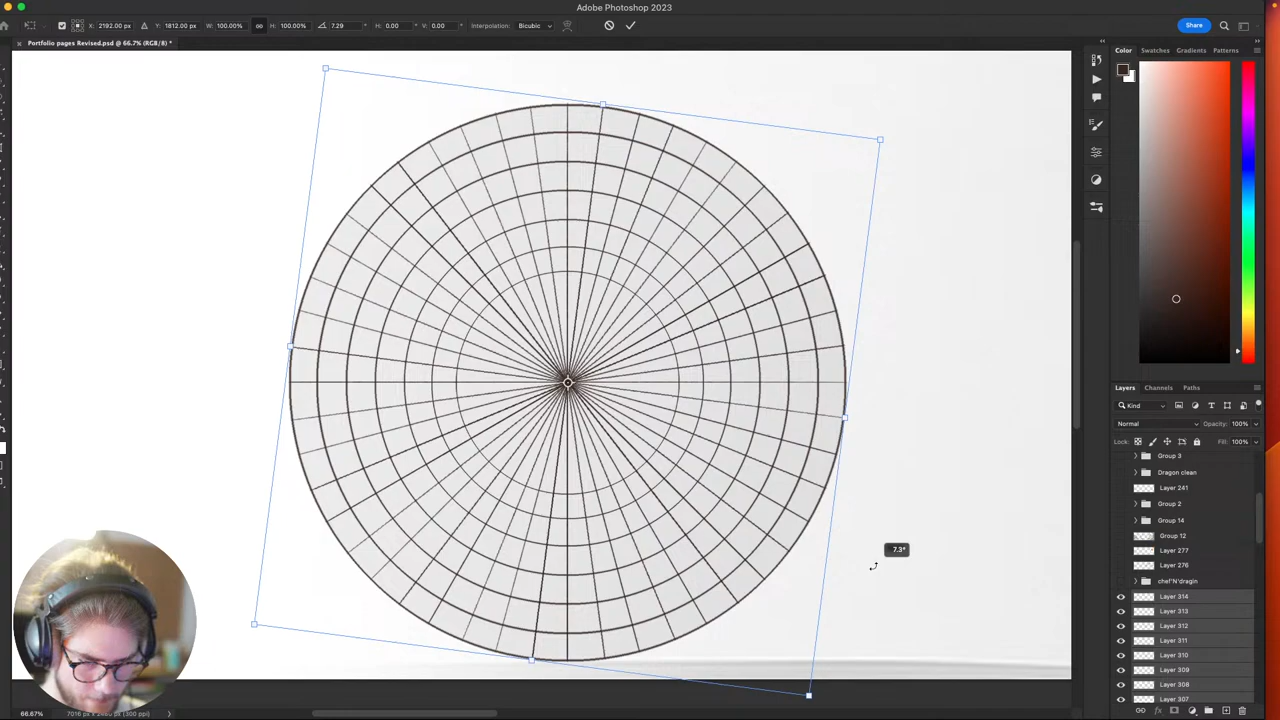 Adobe Photoshop 2023
X: 2192.00 px Y: 1812.00 px W: 100.00% H: 100.00% 7.29 ° H: 0.00 ° V: 0.00 ° Interpolation: Bicubic
Share
× Portfolio pages Revised.psd @ 66.7% (RGB/8) *
Color Swatches Gradients Patterns
7.3°
Layers Channels Paths
Kind
Normal Opacity: 100%
Lock: Fill: 100%
Group 3
Dragon clean
Layer 241
Group 2
Group 14
Group 12
Layer 277
Layer 276
chef'N'dragin
Layer 314
Layer 313
Layer 312
Layer 311
Layer 310
Layer 309
Layer 308
Layer 307
66.67%